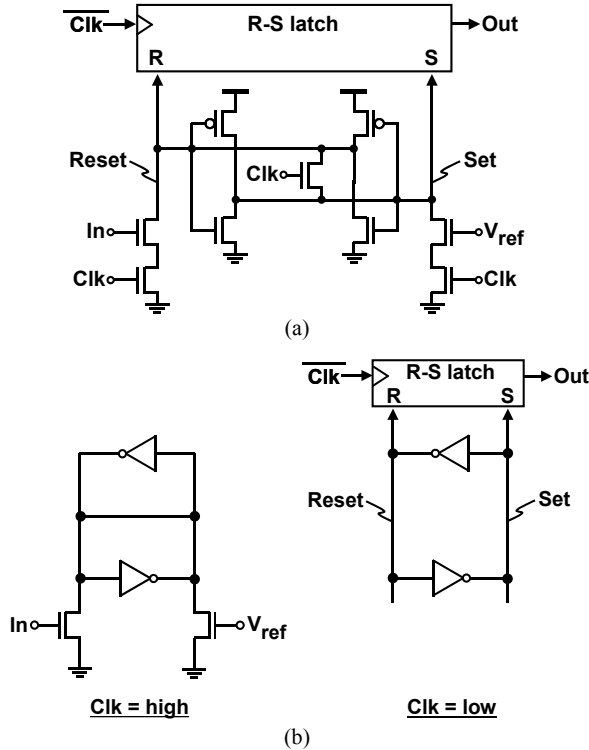 Clk R-S latch Out
R S
Reset Clk Set
In V_ref
Clk Clk
(a)
Clk R-S latch Out
R S
Reset Set
In V_ref
Clk = high Clk = low
(b)